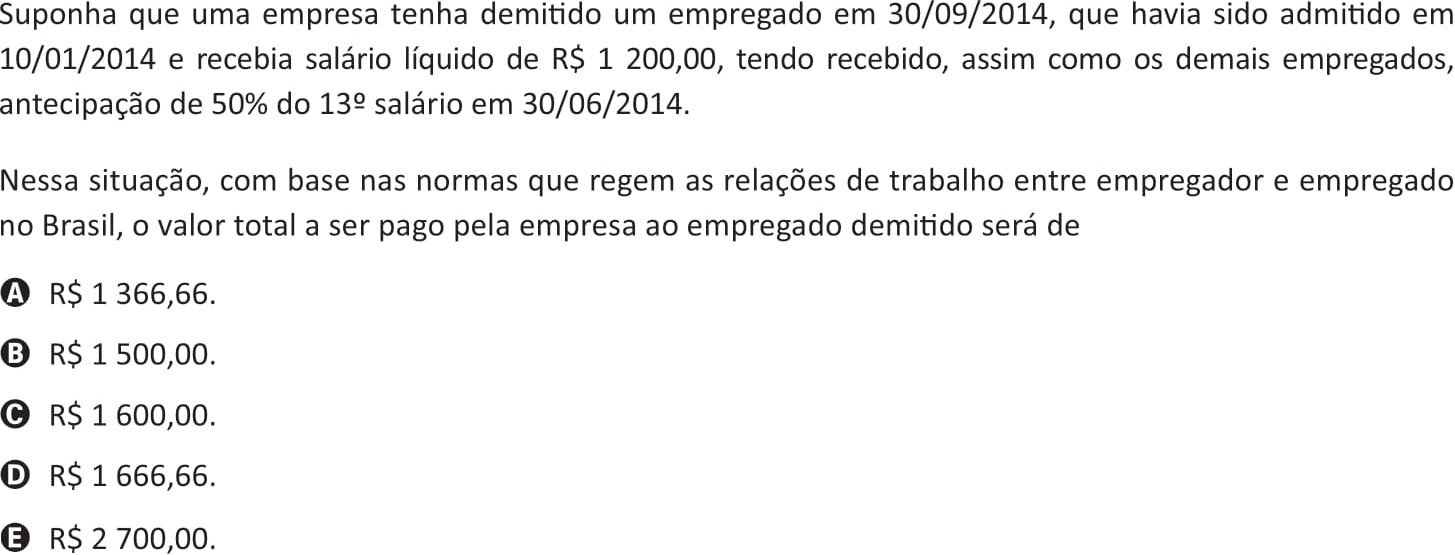 Suponha que uma empresa tenha demitido um empregado em 30/09/2014, que havia sido admitido em
10/01/2014 e recebia salário líquido de R$ 1 200,00, tendo recebido, assim como os demais empregados,
antecipação de 50% do 13º salário em 30/06/2014.
Nessa situação, com base nas normas que regem as relações de trabalho entre empregador e empregado
no Brasil, o valor total a ser pago pela empresa ao empregado demitido será de
A R$ 1 366,66.
B R$ 1 500,00.
C R$ 1 600,00.
D R$ 1 666,66.
E R$ 2 700,00.